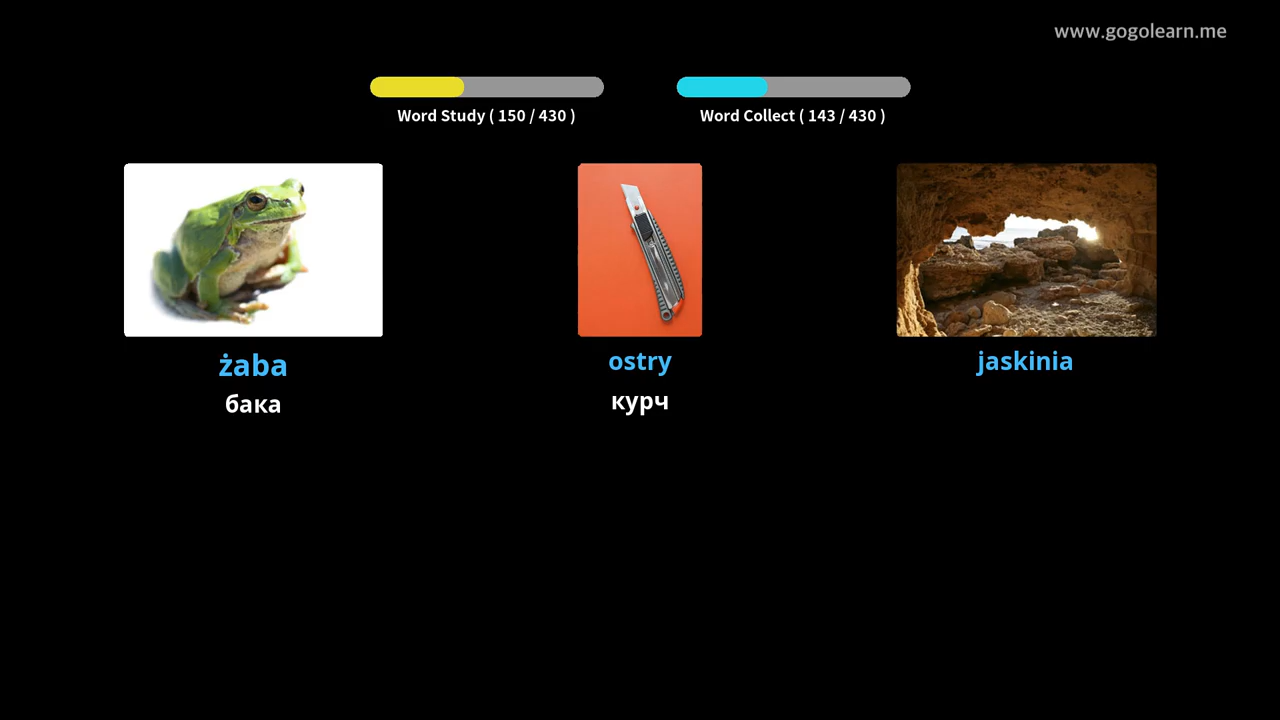 www.gogolearn.me
Word Study ( 150 / 430 )
Word Collect ( 143 / 430 )
żaba
бака
ostry
курч
jaskinia